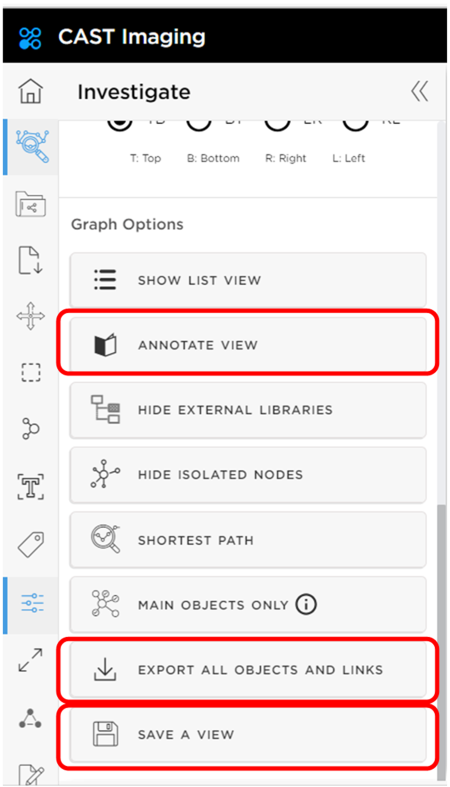 CAST Imaging
Investigate
T: Top B: Bottom R: Right L: Left
Graph Options
SHOW LIST VIEW
ANNOTATE VIEW
HIDE EXTERNAL LIBRARIES
HIDE ISOLATED NODES
SHORTEST PATH
MAIN OBJECTS ONLY
EXPORT ALL OBJECTS AND LINKS
SAVE A VIEW